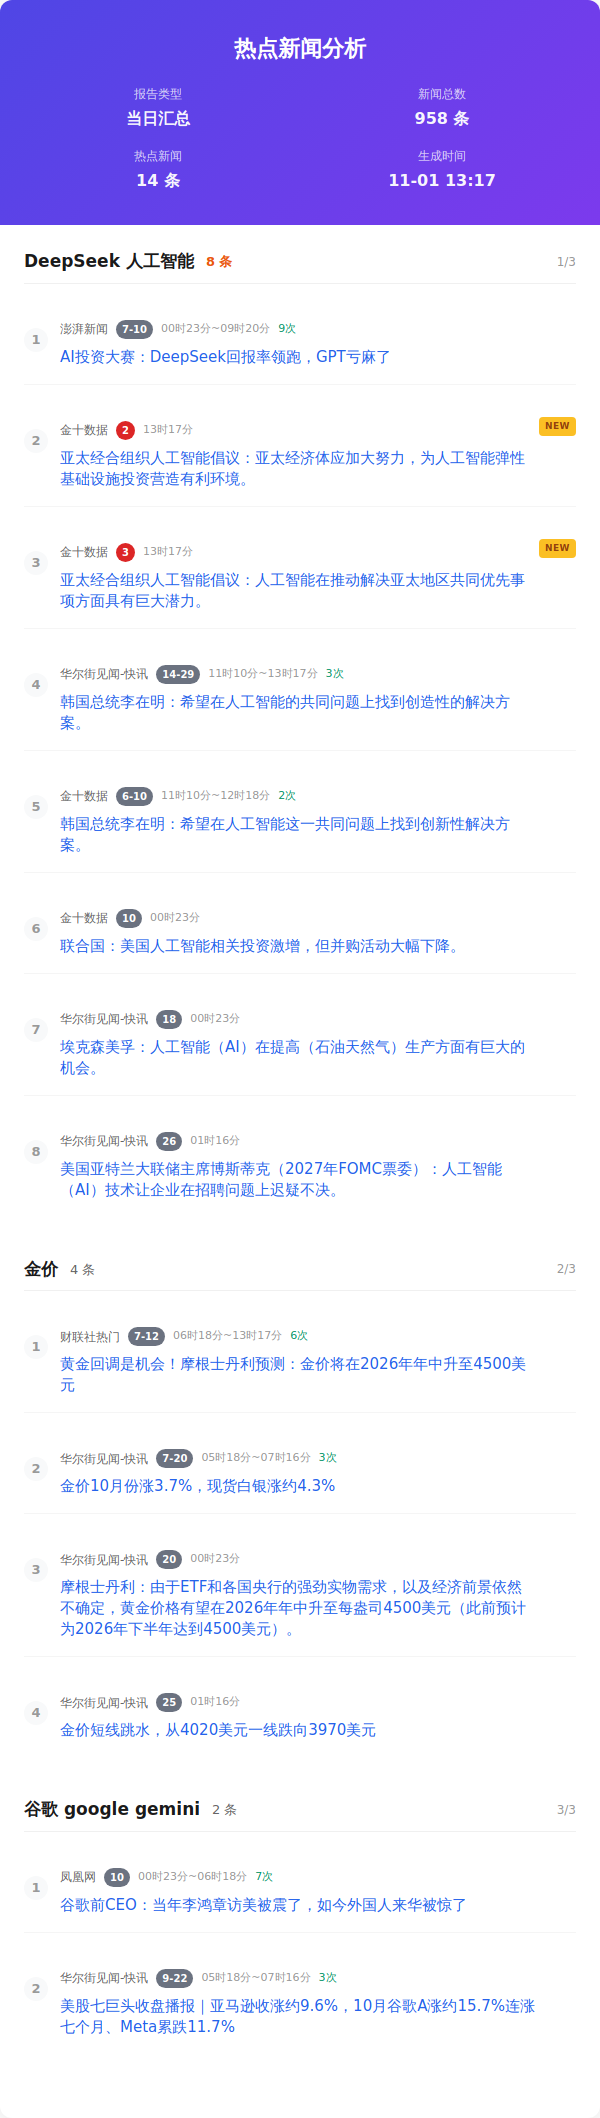 热点新闻分析
报告类型
新闻总数
当日汇总
958 条
热点新闻
生成时间
14 条
11-01 13:17
DeepSeek 人工智能 8 条 1/3
1
澎湃新闻 7-10 00时23分~09时20分 9次
AI投资大赛：DeepSeek回报率领跑，GPT亏麻了
2
金十数据 2 13时17分 NEW
亚太经合组织人工智能倡议：亚太经济体应加大努力，为人工智能弹性
基础设施投资营造有利环境。
3
金十数据 3 13时17分 NEW
亚太经合组织人工智能倡议：人工智能在推动解决亚太地区共同优先事
项方面具有巨大潜力。
4
华尔街见闻-快讯 14-29 11时10分~13时17分 3次
韩国总统李在明：希望在人工智能的共同问题上找到创造性的解决方
案。
5
金十数据 6-10 11时10分~12时18分 2次
韩国总统李在明：希望在人工智能这一共同问题上找到创新性解决方
案。
6
金十数据 10 00时23分
联合国：美国人工智能相关投资激增，但并购活动大幅下降。
7
华尔街见闻-快讯 18 00时23分
埃克森美孚：人工智能（AI）在提高（石油天然气）生产方面有巨大的
机会。
8
华尔街见闻-快讯 26 01时16分
美国亚特兰大联储主席博斯蒂克（2027年FOMC票委）：人工智能
（AI）技术让企业在招聘问题上迟疑不决。
金价 4 条 2/3
1
财联社热门 7-12 06时18分~13时17分 6次
黄金回调是机会！摩根士丹利预测：金价将在2026年年中升至4500美
元
2
华尔街见闻-快讯 7-20 05时18分~07时16分 3次
金价10月份涨3.7%，现货白银涨约4.3%
3
华尔街见闻-快讯 20 00时23分
摩根士丹利：由于ETF和各国央行的强劲实物需求，以及经济前景依然
不确定，黄金价格有望在2026年年中升至每盎司4500美元（此前预计
为2026年下半年达到4500美元）。
4
华尔街见闻-快讯 25 01时16分
金价短线跳水，从4020美元一线跌向3970美元
谷歌 google gemini 2 条 3/3
1
凤凰网 10 00时23分~06时18分 7次
谷歌前CEO：当年李鸿章访美被震了，如今外国人来华被惊了
2
华尔街见闻-快讯 9-22 05时18分~07时16分 3次
美股七巨头收盘播报｜亚马逊收涨约9.6%，10月谷歌A涨约15.7%连涨
七个月、Meta累跌11.7%